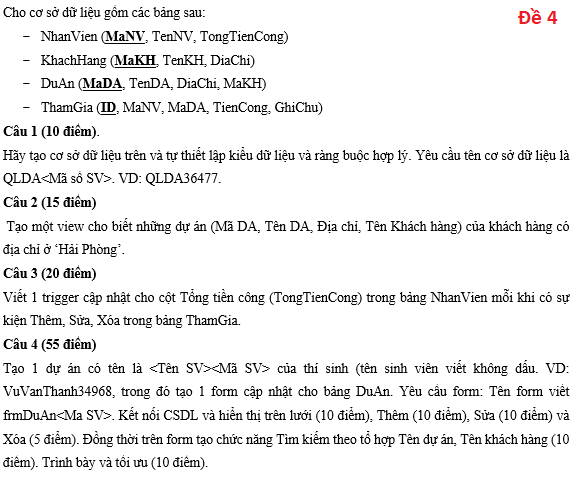 Cho cơ sở dữ liệu gồm các bảng sau:
Đề 4
– NhanVien (MaNV, TenNV, TongTienCong)
– KhachHang (MaKH, TenKH, DiaChi)
– DuAn (MaDA, TenDA, DiaChi, MaKH)
– ThamGia (ID, MaNV, MaDA, TienCong, GhiChu)
Câu 1 (10 điểm).
Hãy tạo cơ sở dữ liệu trên và tự thiết lập kiểu dữ liệu và ràng buộc hợp lý. Yêu cầu tên cơ sở dữ liệu là
QLDA<Mã số SV>. VD: QLDA36477.
Câu 2 (15 điểm)
Tạo một view cho biết những dự án (Mã DA, Tên DA, Địa chỉ, Tên Khách hàng) của khách hàng có
địa chỉ ở ‘Hải Phòng’.
Câu 3 (20 điểm)
Viết 1 trigger cập nhật cho cột Tổng tiền công (TongTienCong) trong bảng NhanVien mỗi khi có sự
kiện Thêm, Sửa, Xóa trong bảng ThamGia.
Câu 4 (55 điểm)
Tạo 1 dự án có tên là <Tên SV><Mã SV> của thí sinh (tên sinh viên viết không dấu. VD:
VuVanThanh34968, trong đó tạo 1 form cập nhật cho bảng DuAn. Yêu cầu form: Tên form viết
frmDuAn<Ma SV>. Kết nối CSDL và hiển thị trên lưới (10 điểm), Thêm (10 điểm), Sửa (10 điểm) và
Xóa (5 điểm). Đồng thời trên form tạo chức năng Tìm kiếm theo tổ hợp Tên dự án, Tên khách hàng (10
điểm). Trình bày và tối ưu (10 điểm).